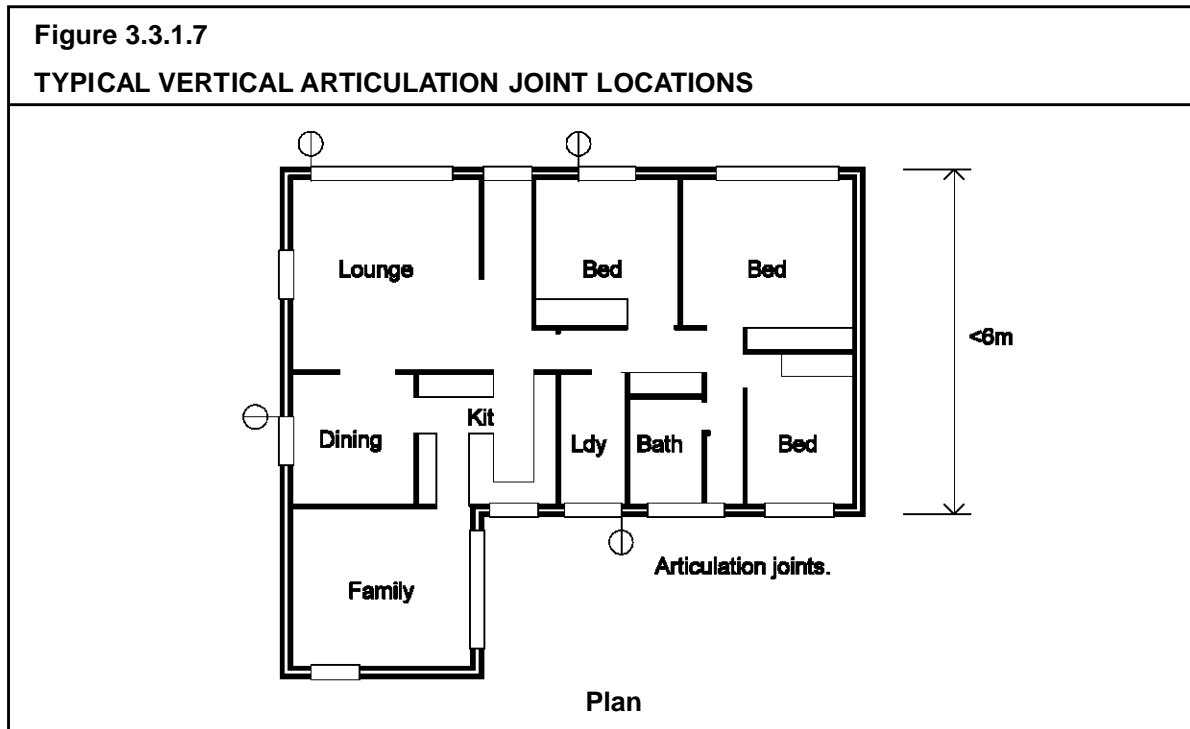 Figure 3.3.1.7
TYPICAL VERTICAL ARTICULATION JOINT LOCATIONS
Lounge
Bed
Bed
<6m
Dining
Kit
Ldy
Bath
Bed
Articulation joints.
Family
Plan